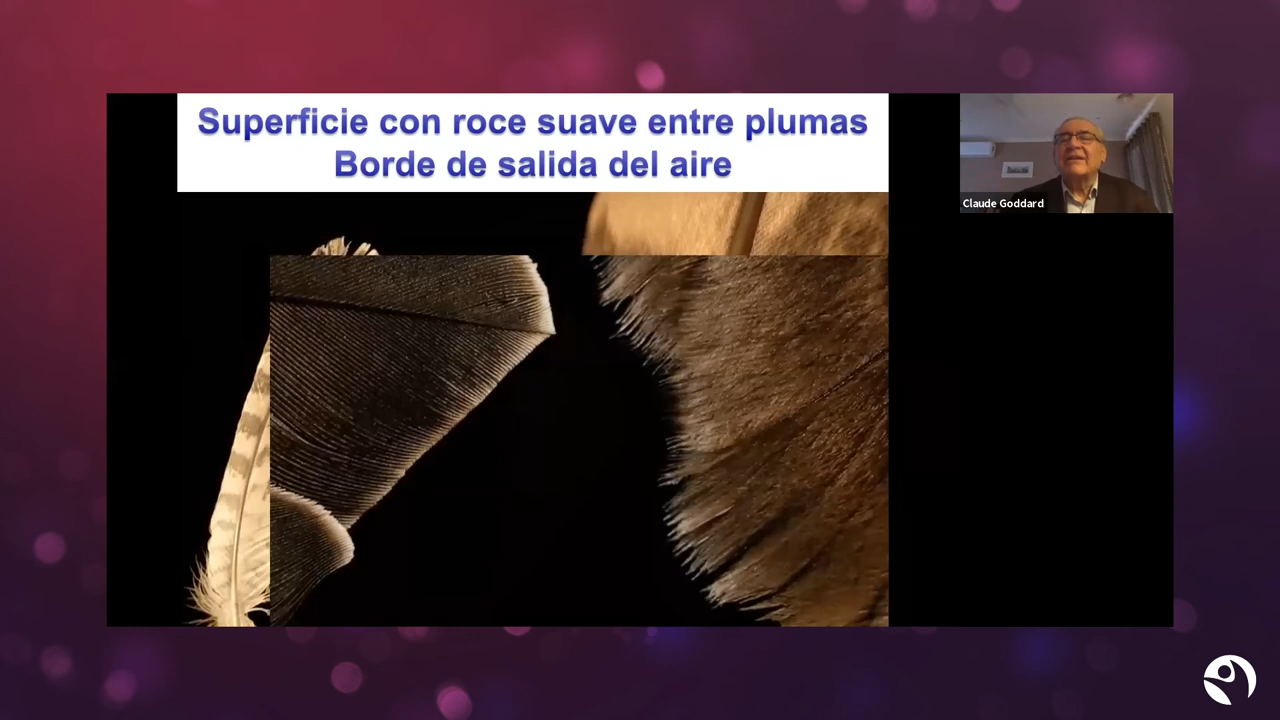 Superficie con roce suave entre plumas
Borde de salida del aire
Claude Goddard